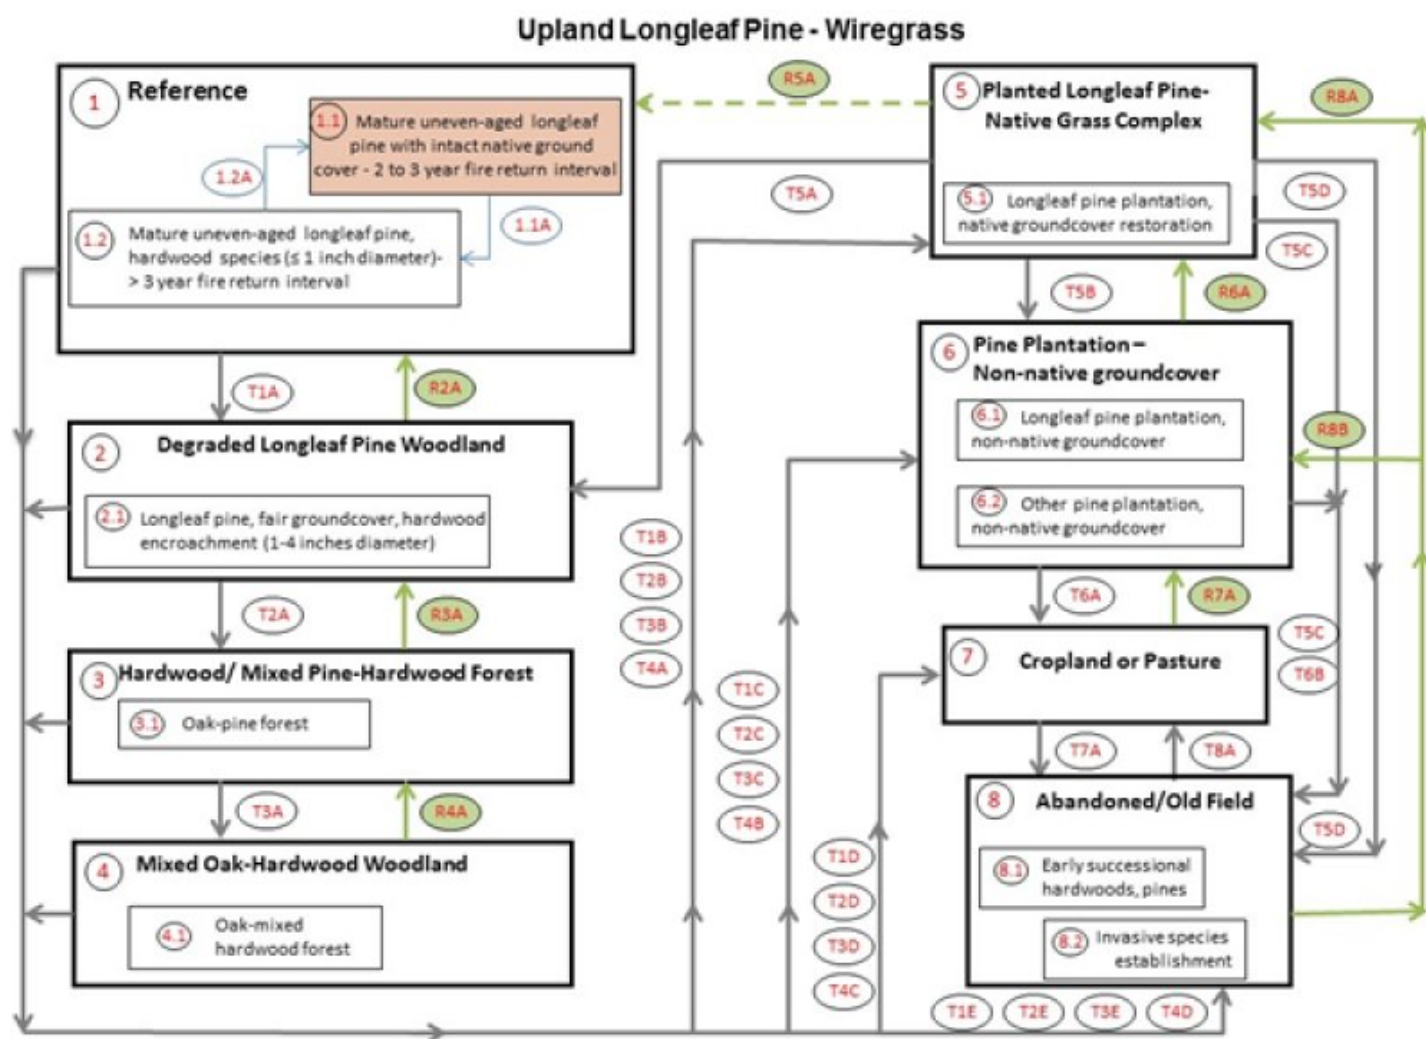 Upland Longleaf Pine - Wiregrass
1
Reference
1.1
Mature uneven-aged longleaf
pine with intact native ground
cover - 2 to 3 year fire return interval
1.2A
1.1A
1.2
Mature uneven-aged longleaf pine,
hardwood species (≤ 1 inch diameter)-
> 3 year fire return interval
T1A
R2A
2
Degraded Longleaf Pine Woodland
2.1
Longleaf pine, fair groundcover, hardwood
encroachment (1-4 inches diameter)
T2A
R3A
3
Hardwood/ Mixed Pine-Hardwood Forest
3.1
Oak-pine forest
T3A
R4A
4
Mixed Oak-Hardwood Woodland
4.1
Oak-mixed
hardwood forest
R5A
T5A
T1B
T2B
T3B
T4A
T1C
T2C
T3C
T4B
T1D
T2D
T3D
T4C
5
Planted Longleaf Pine-
Native Grass Complex
5.1
Longleaf pine plantation,
native groundcover restoration
R8A
T5D
T5C
T5B
R6A
6
Pine Plantation –
Non-native groundcover
6.1
Longleaf pine plantation,
non-native groundcover
6.2
Other pine plantation,
non-native groundcover
R8B
T6A
R7A
T5C
T6B
7
Cropland or Pasture
T7A
T8A
8
Abandoned/Old Field
T5D
8.1
Early successional
hardwoods, pines
8.2
Invasive species
establishment
T1E T2E T3E T4D